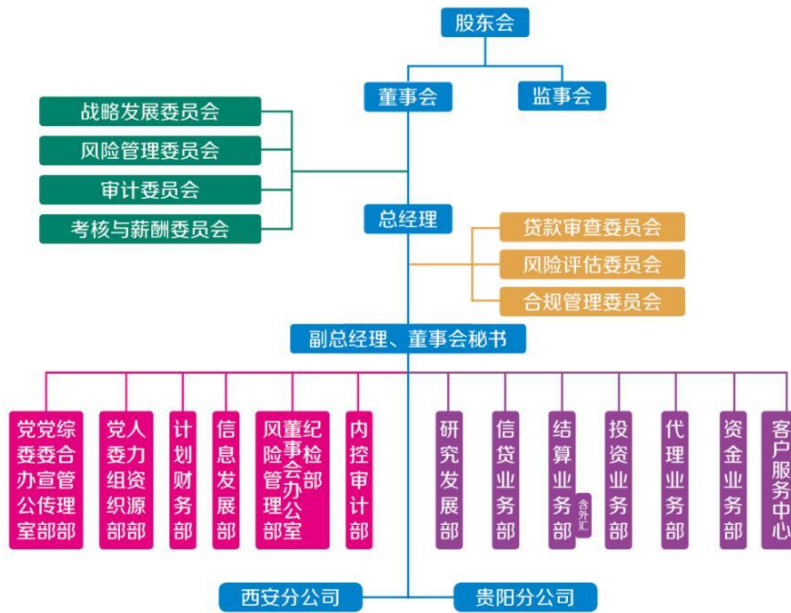 股东会
董事会
监事会
战略发展委员会
风险管理委员会
审计委员会
考核与薪酬委员会
总经理
贷款审查委员会
风险评估委员会
合规管理委员会
副总经理、董事会秘书
综合管理部
党委宣传部
党委办公室
人力资源部
党委组织部
计划财务部
信息发展部
纪检部
董事会办公室
风险管理部
内控审计部
研究发展部
信贷业务部
结算业务部
含外汇
投资业务部
代理业务部
资金业务部
客户服务中心
西安分公司
贵阳分公司